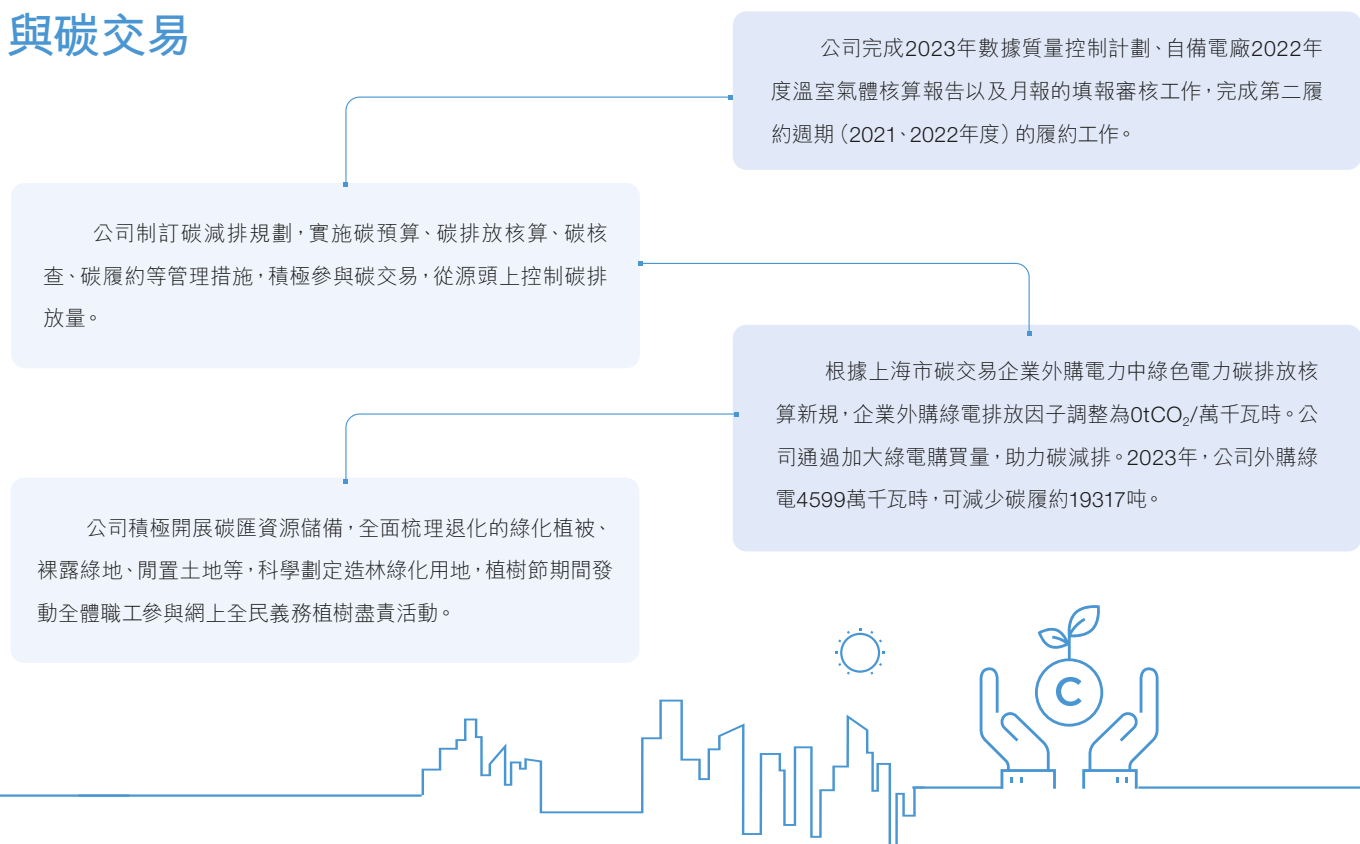 與碳交易
公司完成2023年數據質量控制計劃、自備電廠2022年
度溫室氣體核算報告以及月報的填報審核工作,完成第二履
約週期(2021、2022年度)的履約工作。
公司制訂碳減排規劃,實施碳預算、碳排放核算、碳核
查、碳履約等管理措施,積極參與碳交易,從源頭上控制碳排
放量。
根據上海市碳交易企業外購電力中綠色電力碳排放核
算新規,企業外購綠電排放因子調整為0tCO₂/萬千瓦時。公
司通過加大綠電購買量,助力碳減排。2023年,公司外購綠
電4599萬千瓦時,可減少碳履約19317吨。
公司積極開展碳匯資源儲備,全面梳理退化的綠化植被、
裸露綠地、閒置土地等,科學劃定造林綠化用地,植樹節期間發
動全體職工參與網上全民義務植樹盡責活動。
C